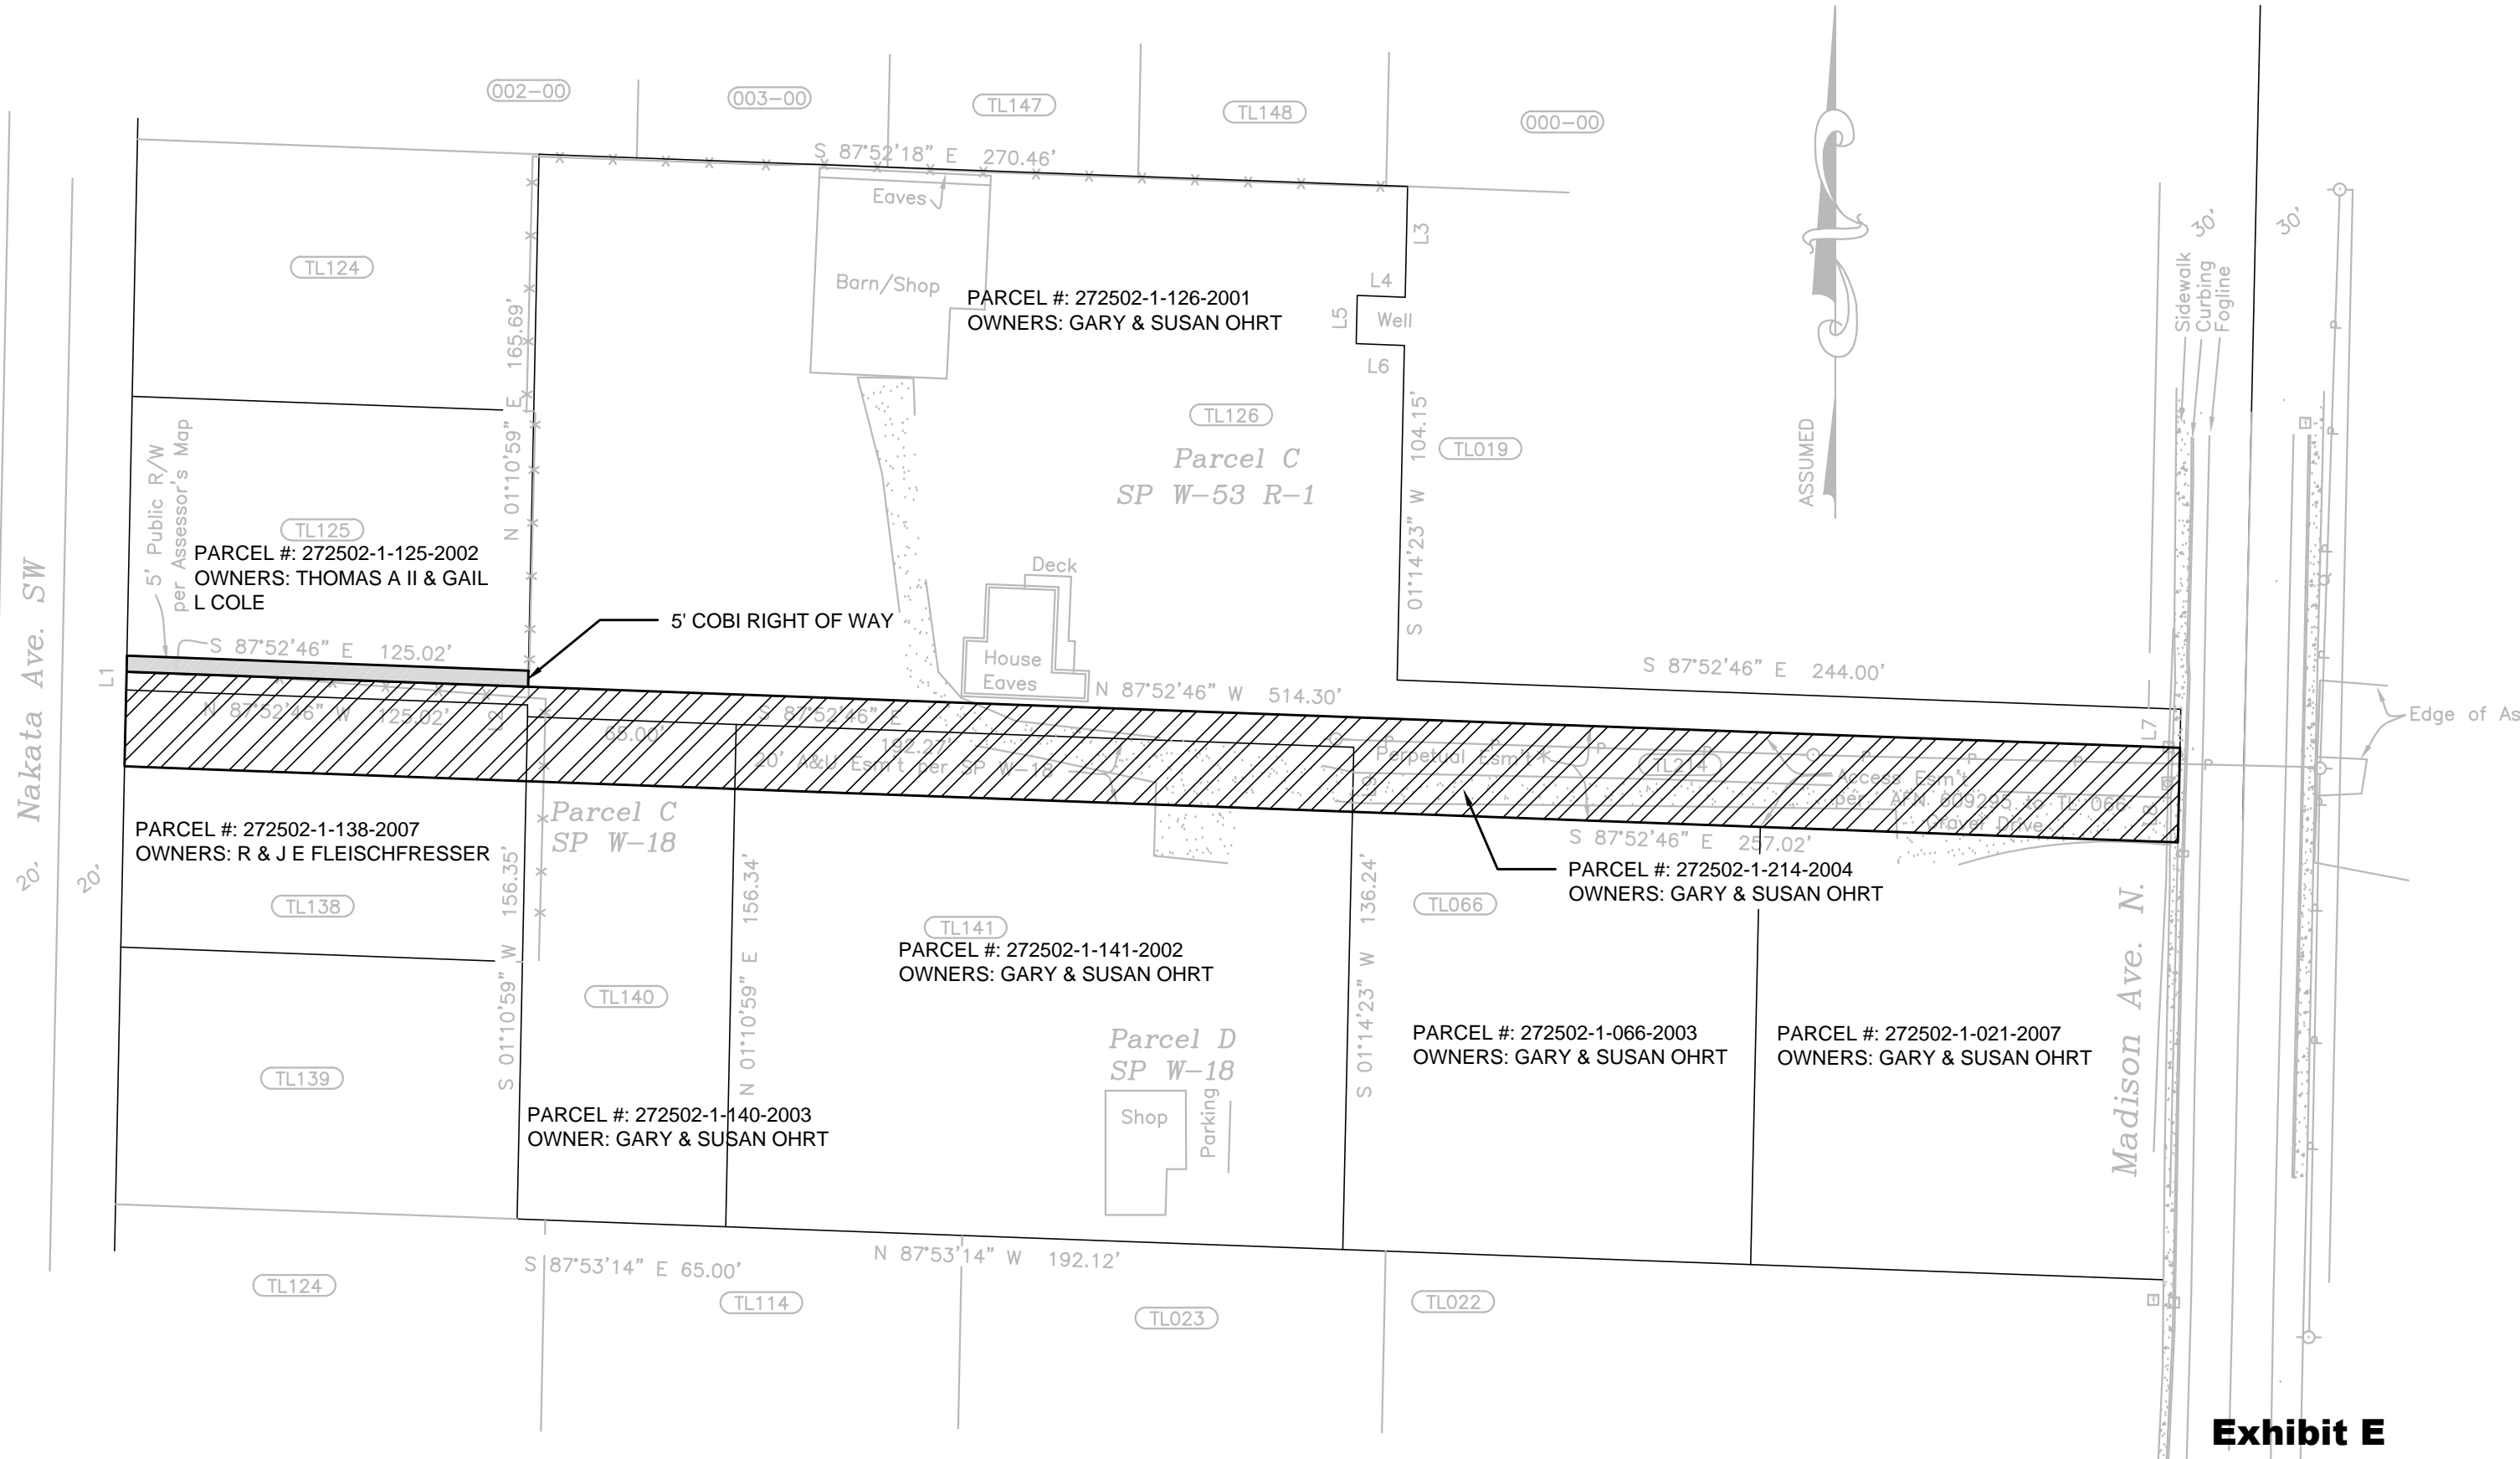 002-00
003-00
TL147
TL148
000-00
S 87°52'18" E 270.46'
Eaves
Barn/Shop
TL124
N 01°10'59" E 165.69'
PARCEL #: 272502-1-126-2001
OWNERS: GARY & SUSAN OHRT
L3
L4
L5
Well
L6
TL126
Parcel C
SP W-53 R-1
S 01°14'23" W 104.15'
TL019
ASSUMED
30'
30'
Sidewalk
Curbing
Fogline
5' Public R/W
per Assessor's Map
TL125
PARCEL #: 272502-1-125-2002
OWNERS: THOMAS A II & GAIL
L COLE
Nakata Ave. SW
20'
20'
5' COBI RIGHT OF WAY
Deck
House
Eaves
S 87°52'46" E 125.02'
L1
N 87°52'46" W 125.02'
N 87°52'46" W 514.30'
S 87°52'46" E 244.00'
S 87°52'46" E
65.00'
192.27'
20' A&U Esm't per SP W-18
Perpetual Esm't
TL214
Access Esm't
per AFN 609295 to TL 066
Gravel Drive
L7
Edge of As
S 87°52'46" E 257.02'
PARCEL #: 272502-1-138-2007
OWNERS: R & J E FLEISCHFRESSER
TL138
Parcel C
SP W-18
S 01°10'59" W 156.35'
N 01°10'59" E 156.34'
S 01°14'23" W 136.24'
PARCEL #: 272502-1-214-2004
OWNERS: GARY & SUSAN OHRT
TL066
TL141
PARCEL #: 272502-1-141-2002
OWNERS: GARY & SUSAN OHRT
TL140
TL139
Parcel D
SP W-18
Shop
Parking
PARCEL #: 272502-1-066-2003
OWNERS: GARY & SUSAN OHRT
PARCEL #: 272502-1-021-2007
OWNERS: GARY & SUSAN OHRT
Madison Ave. N.
PARCEL #: 272502-1-140-2003
OWNER: GARY & SUSAN OHRT
S 87°53'14" E 65.00'
N 87°53'14" W 192.12'
TL124
TL114
TL023
TL022
Exhibit E